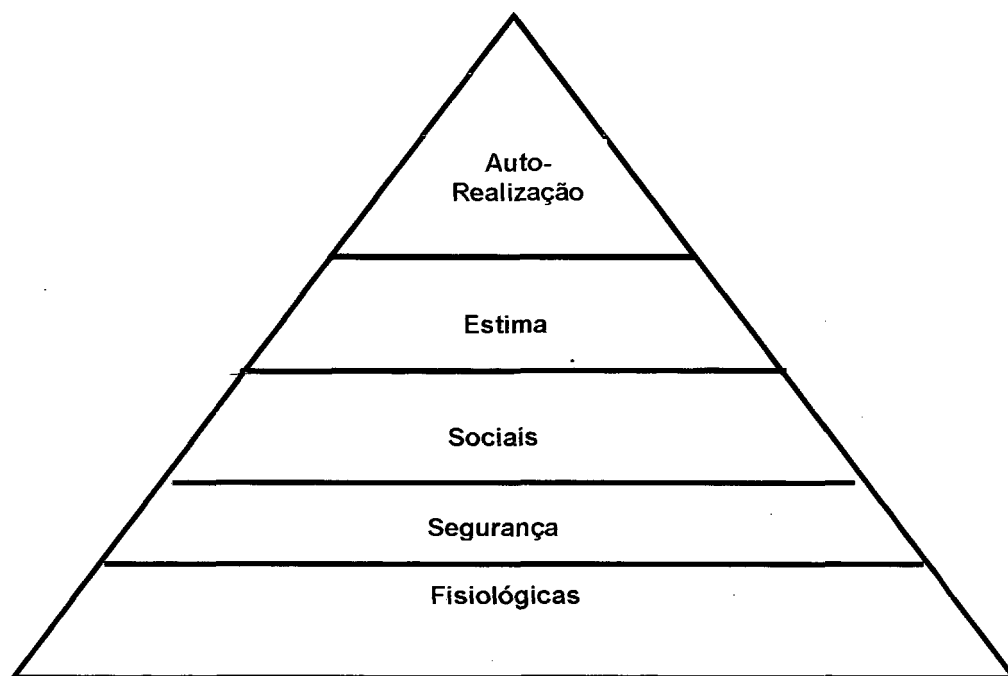 Auto-
Realização
Estima
Sociais
Segurança
Fisiológicas